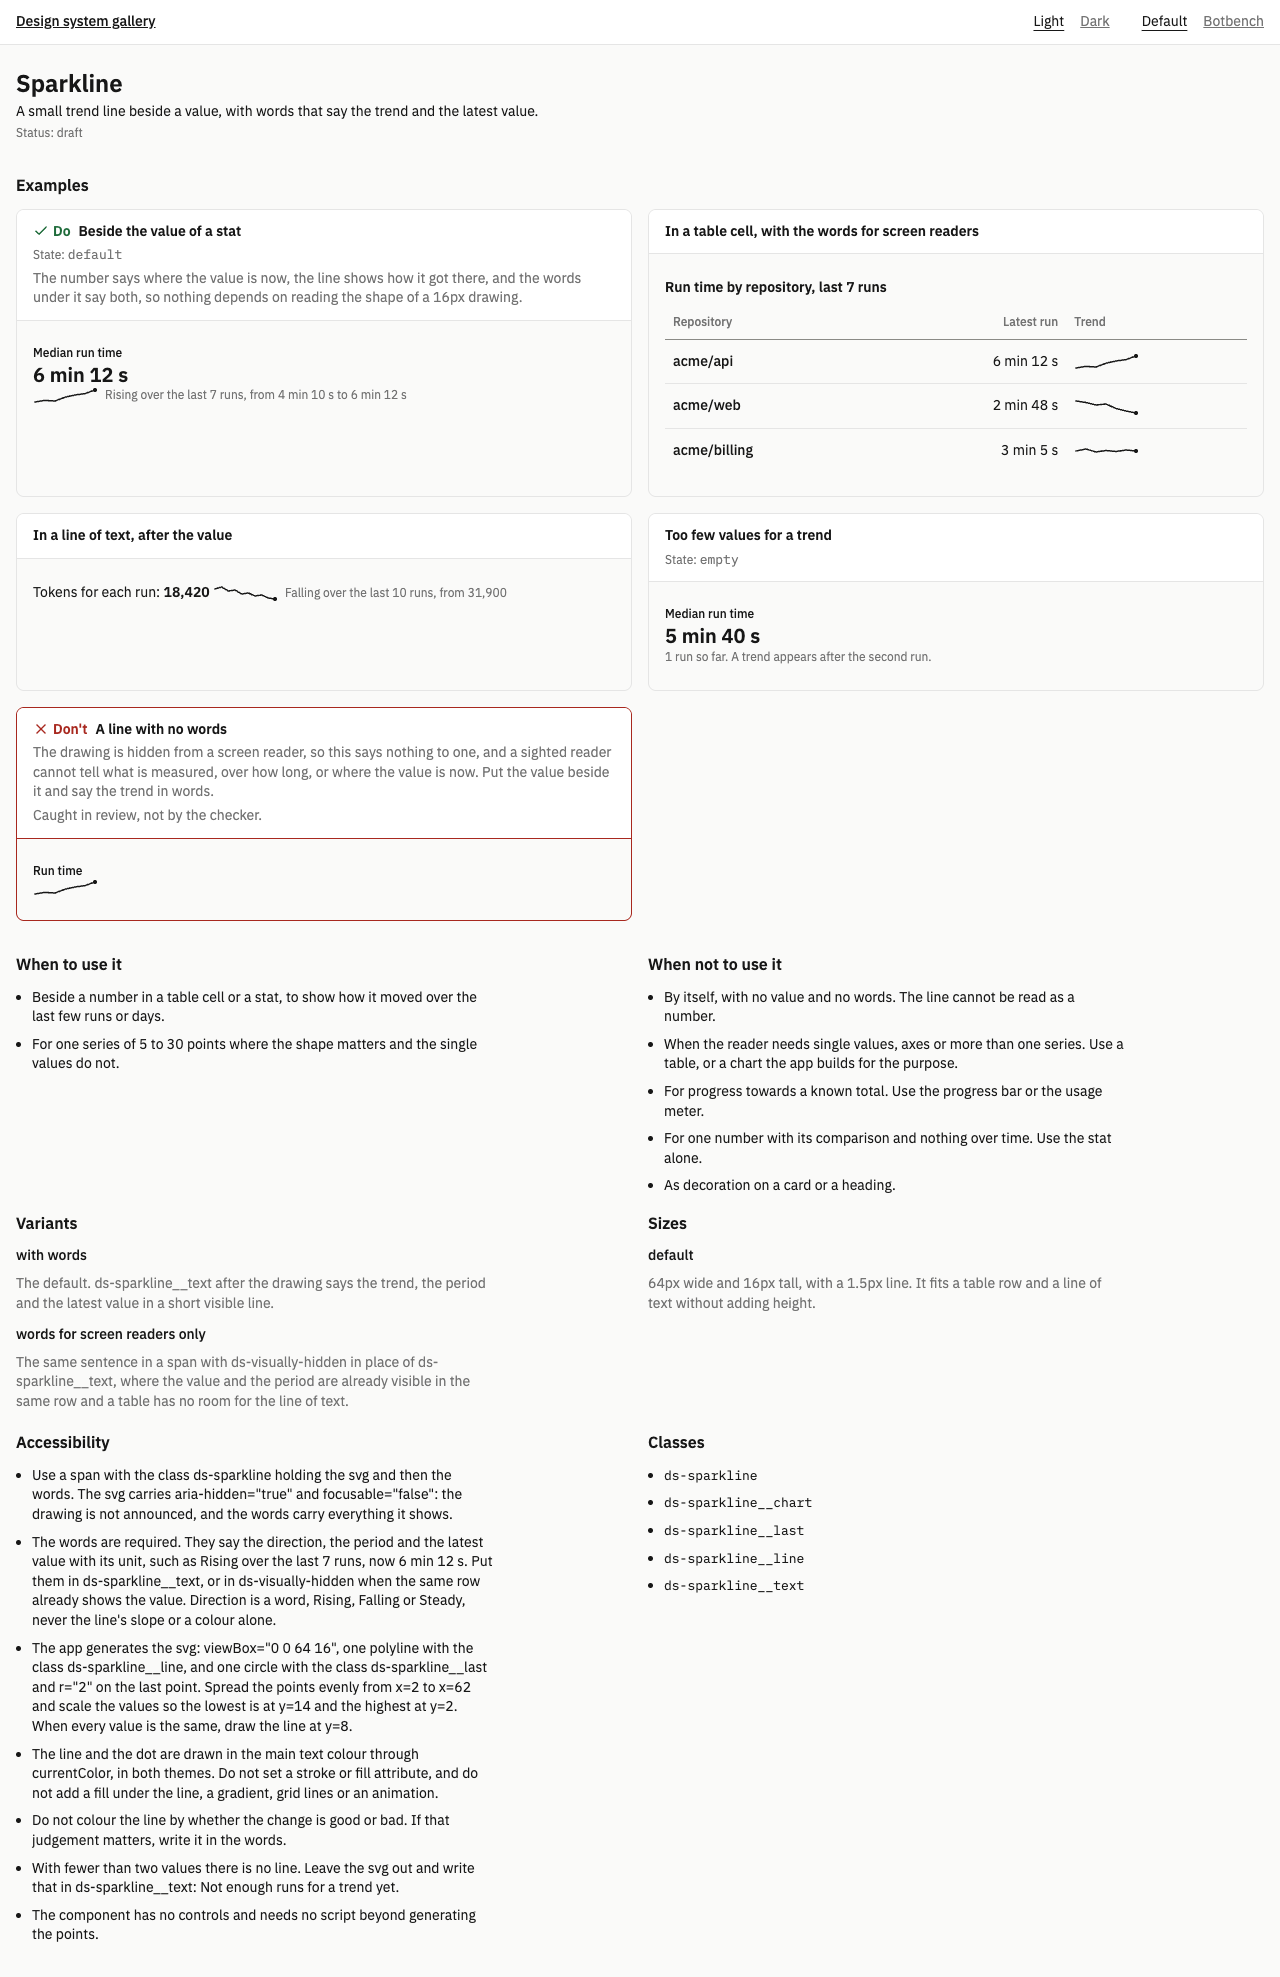 Design system gallery
Light Dark Default Botbench
Sparkline
A small trend line beside a value, with words that say the trend and the latest value.
Status: draft
Examples
Do Beside the value of a stat
State: default
The number says where the value is now, the line shows how it got there, and the words
under it say both, so nothing depends on reading the shape of a 16px drawing.
Median run time
6 min 12 s
Rising over the last 7 runs, from 4 min 10 s to 6 min 12 s
In a table cell, with the words for screen readers
Run time by repository, last 7 runs
Repository Latest run Trend
acme/api 6 min 12 s
acme/web 2 min 48 s
acme/billing 3 min 5 s
In a line of text, after the value
Tokens for each run: 18,420 Falling over the last 10 runs, from 31,900
Too few values for a trend
State: empty
Median run time
5 min 40 s
1 run so far. A trend appears after the second run.
Don't A line with no words
The drawing is hidden from a screen reader, so this says nothing to one, and a sighted reader
cannot tell what is measured, over how long, or where the value is now. Put the value beside
it and say the trend in words.
Caught in review, not by the checker.
Run time
When to use it
Beside a number in a table cell or a stat, to show how it moved over the
last few runs or days.
For one series of 5 to 30 points where the shape matters and the single
values do not.
When not to use it
By itself, with no value and no words. The line cannot be read as a
number.
When the reader needs single values, axes or more than one series. Use a
table, or a chart the app builds for the purpose.
For progress towards a known total. Use the progress bar or the usage
meter.
For one number with its comparison and nothing over time. Use the stat
alone.
As decoration on a card or a heading.
Variants
with words
The default. ds-sparkline__text after the drawing says the trend, the period
and the latest value in a short visible line.
words for screen readers only
The same sentence in a span with ds-visually-hidden in place of ds-
sparkline__text, where the value and the period are already visible in the
same row and a table has no room for the line of text.
Sizes
default
64px wide and 16px tall, with a 1.5px line. It fits a table row and a line of
text without adding height.
Accessibility
Use a span with the class ds-sparkline holding the svg and then the
words. The svg carries aria-hidden="true" and focusable="false": the
drawing is not announced, and the words carry everything it shows.
The words are required. They say the direction, the period and the latest
value with its unit, such as Rising over the last 7 runs, now 6 min 12 s. Put
them in ds-sparkline__text, or in ds-visually-hidden when the same row
already shows the value. Direction is a word, Rising, Falling or Steady,
never the line's slope or a colour alone.
The app generates the svg: viewBox="0 0 64 16", one polyline with the
class ds-sparkline__line, and one circle with the class ds-sparkline__last
and r="2" on the last point. Spread the points evenly from x=2 to x=62
and scale the values so the lowest is at y=14 and the highest at y=2.
When every value is the same, draw the line at y=8.
The line and the dot are drawn in the main text colour through
currentColor, in both themes. Do not set a stroke or fill attribute, and do
not add a fill under the line, a gradient, grid lines or an animation.
Do not colour the line by whether the change is good or bad. If that
judgement matters, write it in the words.
With fewer than two values there is no line. Leave the svg out and write
that in ds-sparkline__text: Not enough runs for a trend yet.
The component has no controls and needs no script beyond generating
the points.
Classes
ds-sparkline
ds-sparkline__chart
ds-sparkline__last
ds-sparkline__line
ds-sparkline__text